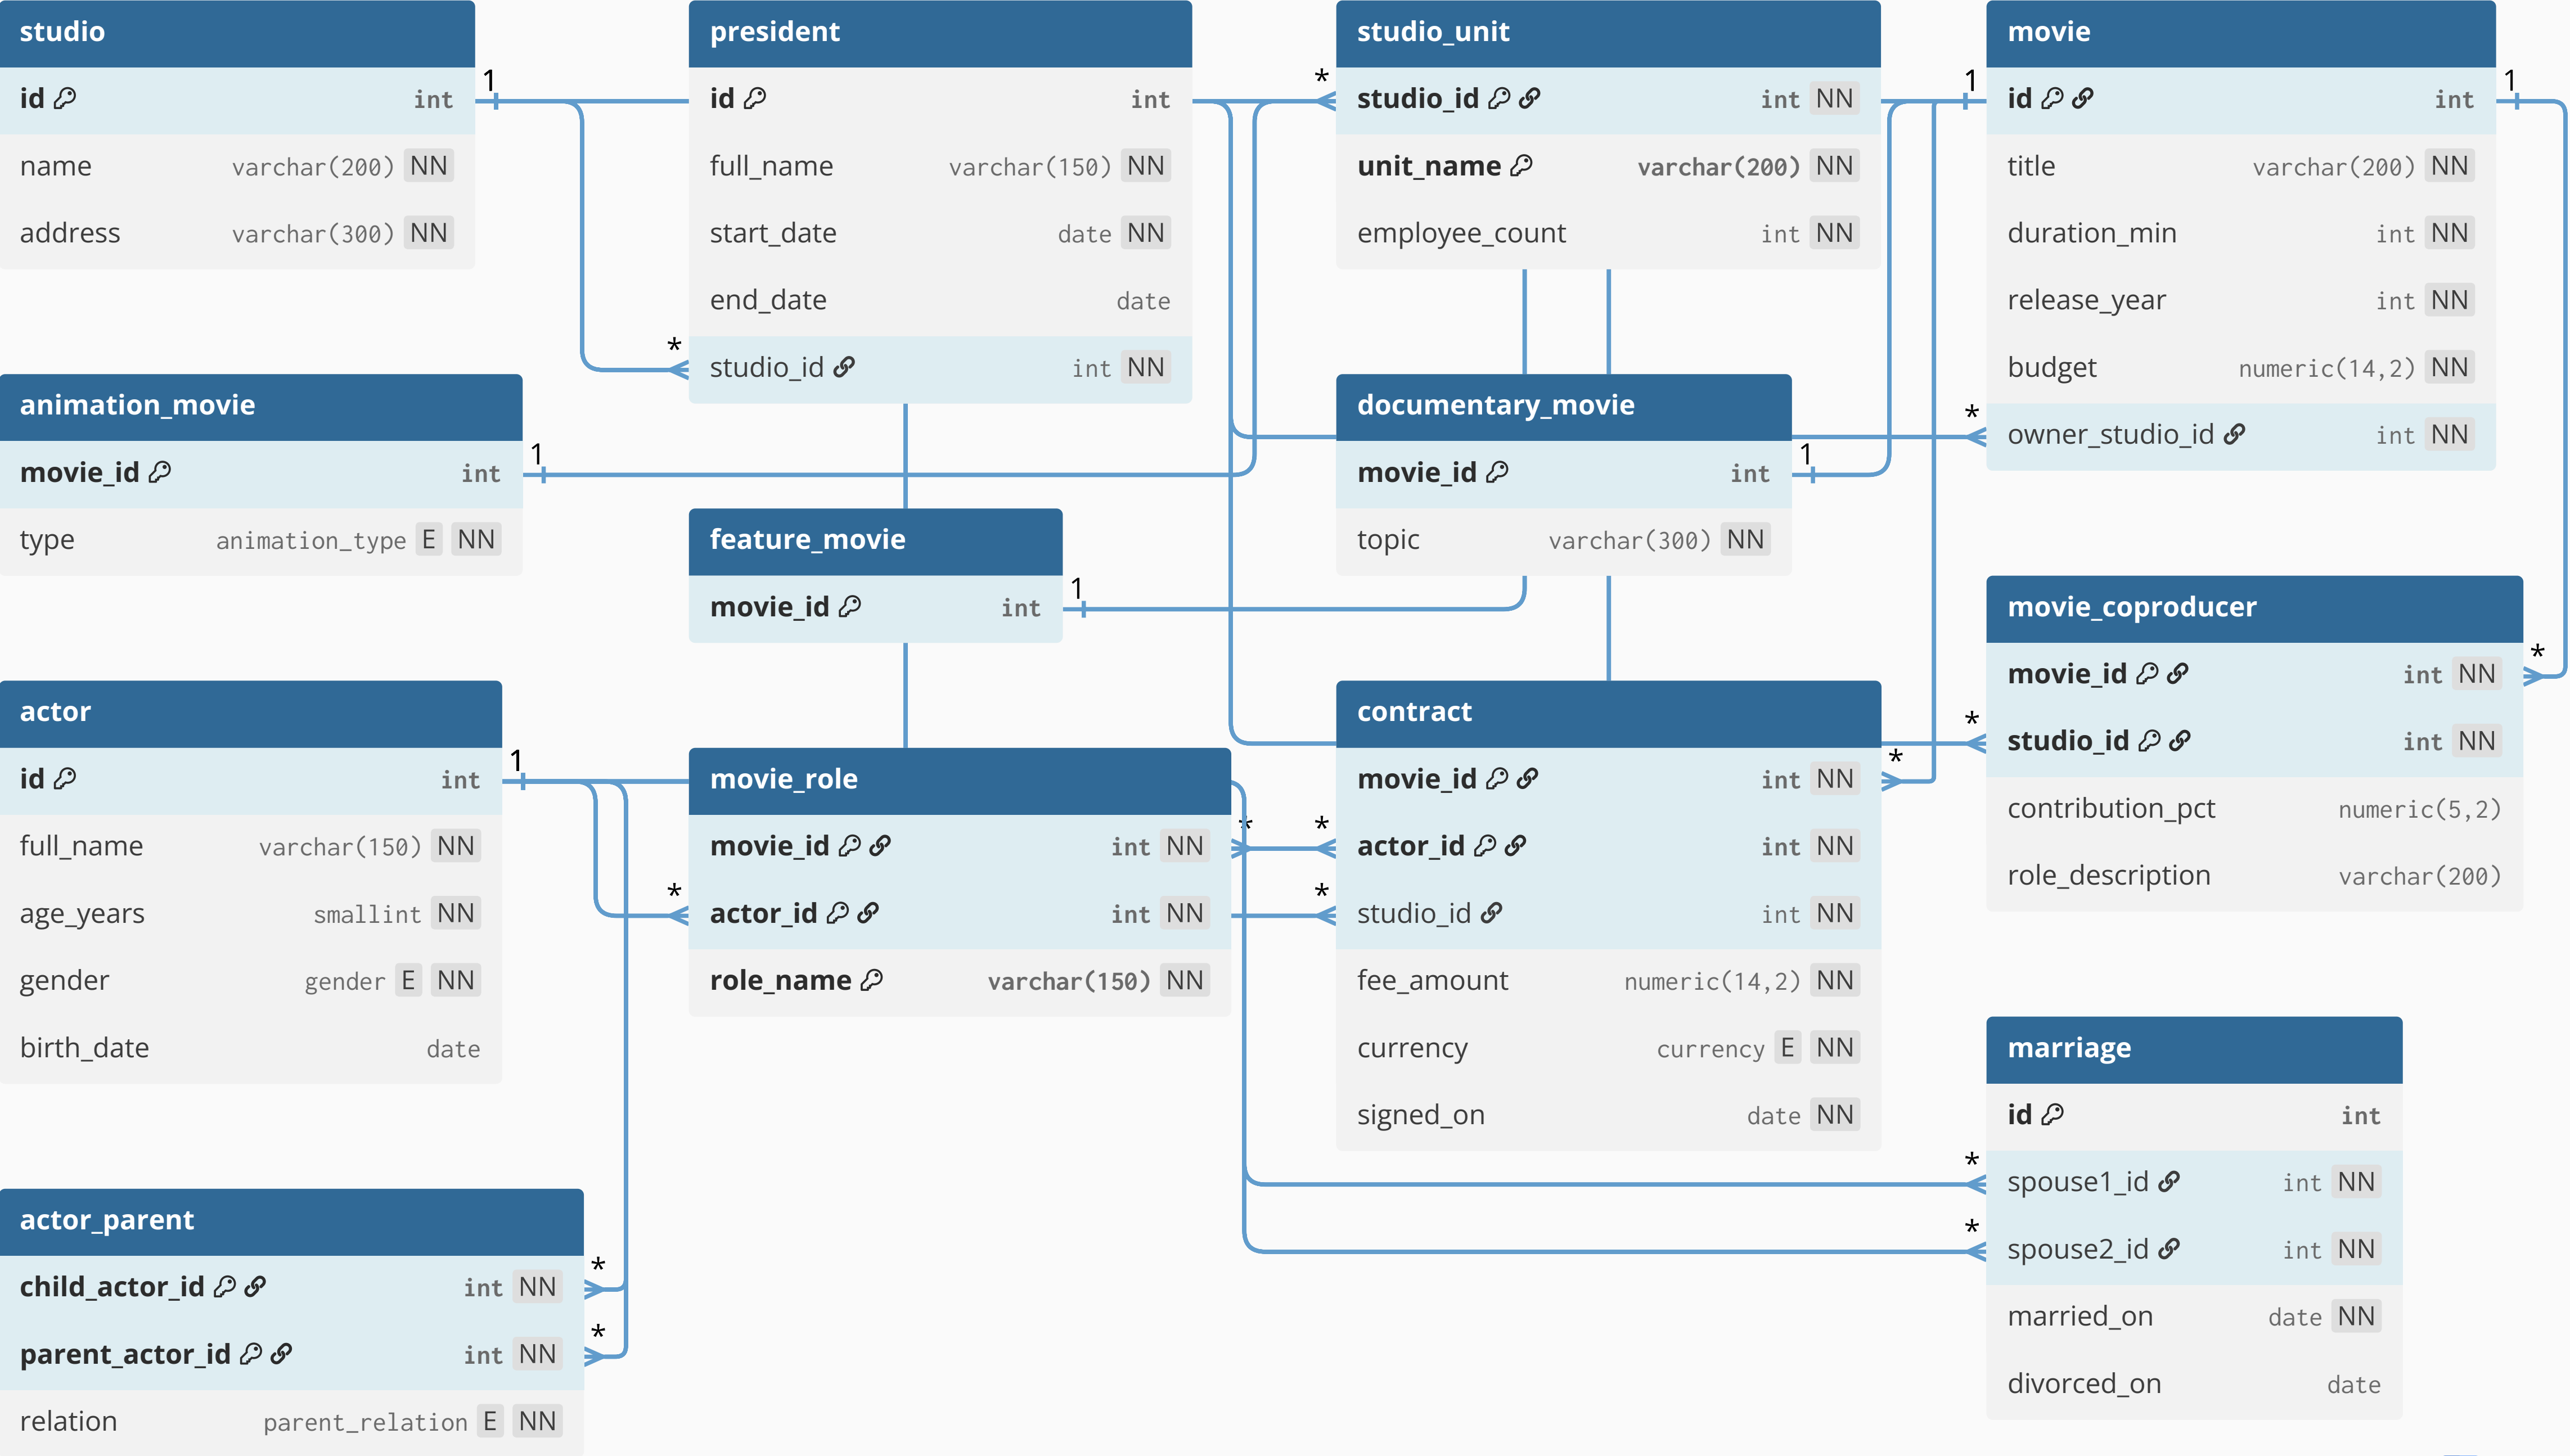 studio
id int
name varchar(200) NN
address varchar(300) NN
president
id int
full_name varchar(150) NN
start_date date NN
end_date date
studio_id int NN
studio_unit
studio_id int NN
unit_name varchar(200) NN
employee_count int NN
movie
id int
title varchar(200) NN
duration_min int NN
release_year int NN
budget numeric(14,2) NN
owner_studio_id int NN
animation_movie
movie_id int
type animation_type E NN
feature_movie
movie_id int
documentary_movie
movie_id int
topic varchar(300) NN
movie_coproducer
movie_id int NN
studio_id int NN
contribution_pct numeric(5,2)
role_description varchar(200)
actor
id int
full_name varchar(150) NN
age_years smallint NN
gender gender E NN
birth_date date
movie_role
movie_id int NN
actor_id int NN
role_name varchar(150) NN
contract
movie_id int NN
actor_id int NN
studio_id int NN
fee_amount numeric(14,2) NN
currency currency E NN
signed_on date NN
marriage
id int
spouse1_id int NN
spouse2_id int NN
married_on date NN
divorced_on date
actor_parent
child_actor_id int NN
parent_actor_id int NN
relation parent_relation E NN
1
*
*
1
1
*
1
1
1
*
*
1
*
*
*
*
*
*
*
*
*